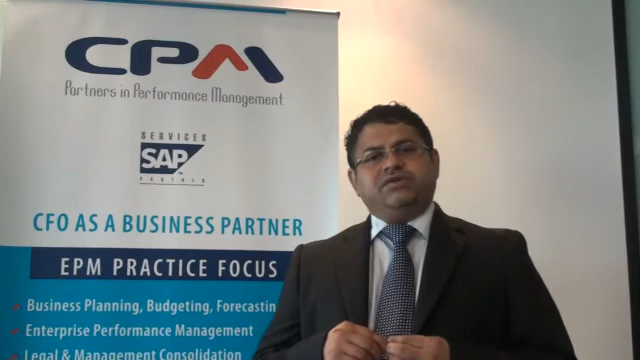 CPM
Partners in Performance Management
SERVICES
SAP
PARTNER
CFO AS A BUSINESS PARTNER
EPM PRACTICE FOCUS
Business Planning, Budgeting, Forecastin
Enterprise Performance Management
Legal & Management Consolidation